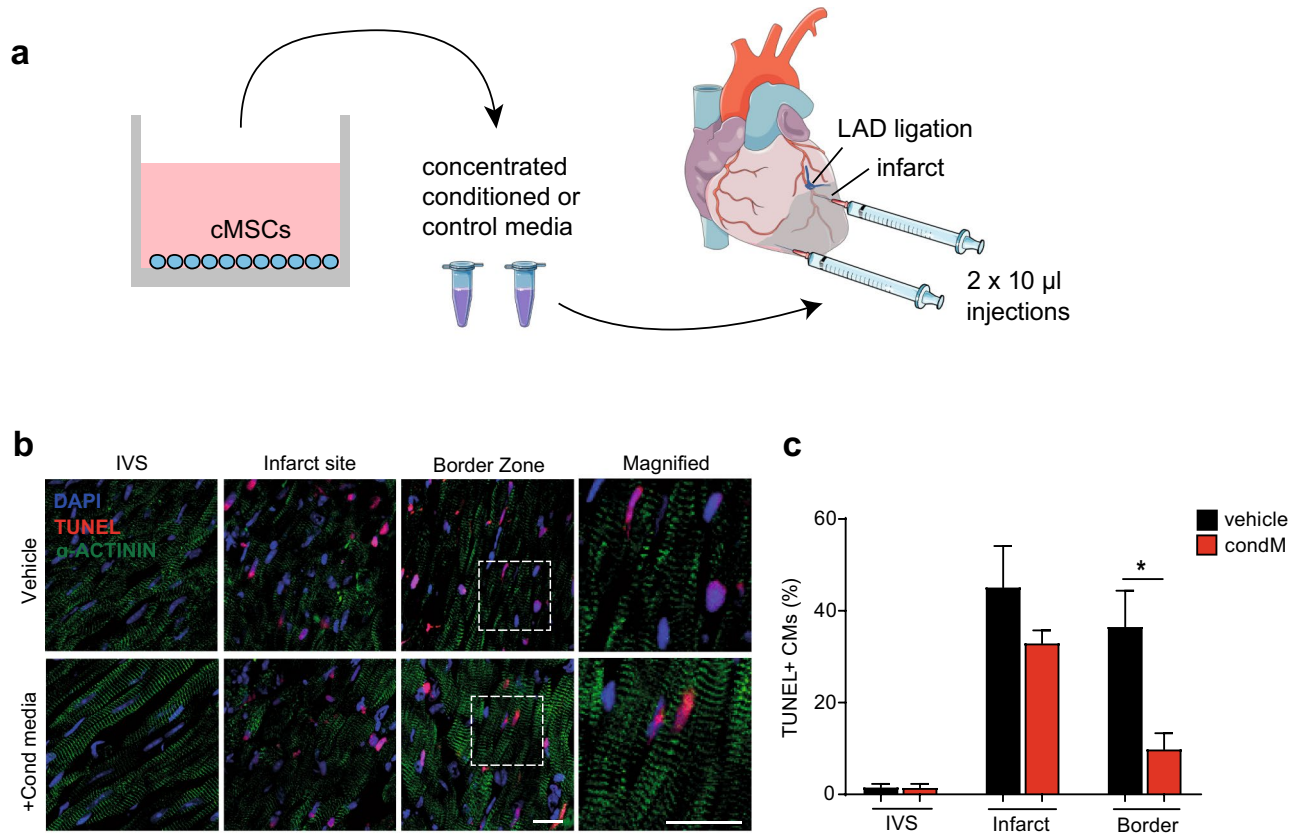 a
cMSCs
concentrated
conditioned or
control media
LAD ligation
infarct
2 x 10 µl
injections
b
IVS
Infarct site
Border Zone
Magnified
Vehicle
DAPI
TUNEL
α-ACTININ
+Cond media
c
vehicle
condM
TUNEL+ CMs (%)
60
40
20
0
*
IVS
Infarct
Border